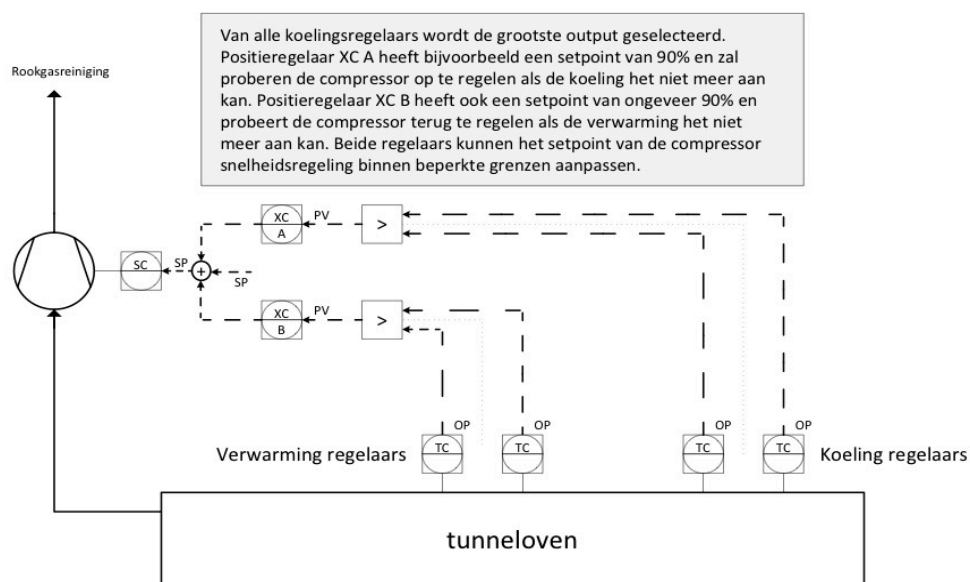 Van alle koelingsregelaars wordt de grootste output geselecteerd.
Positieregelaar XC A heeft bijvoorbeeld een setpoint van 90% en zal
proberen de compressor op te regelen als de koeling het niet meer aan
kan. Positieregelaar XC B heeft ook een setpoint van ongeveer 90% en
probeert de compressor terug te regelen als de verwarming het niet
meer aan kan. Beide regelaars kunnen het setpoint van de compressor
snelheidsregeling binnen beperkte grenzen aanpassen.
Rookgasreiniging
XC
A
PV
>
SC
SP
+
SP
XC
B
PV
>
OP
OP
OP
OP
Verwarming regelaars
TC
TC
TC
TC
Koeling regelaars
tunneloven